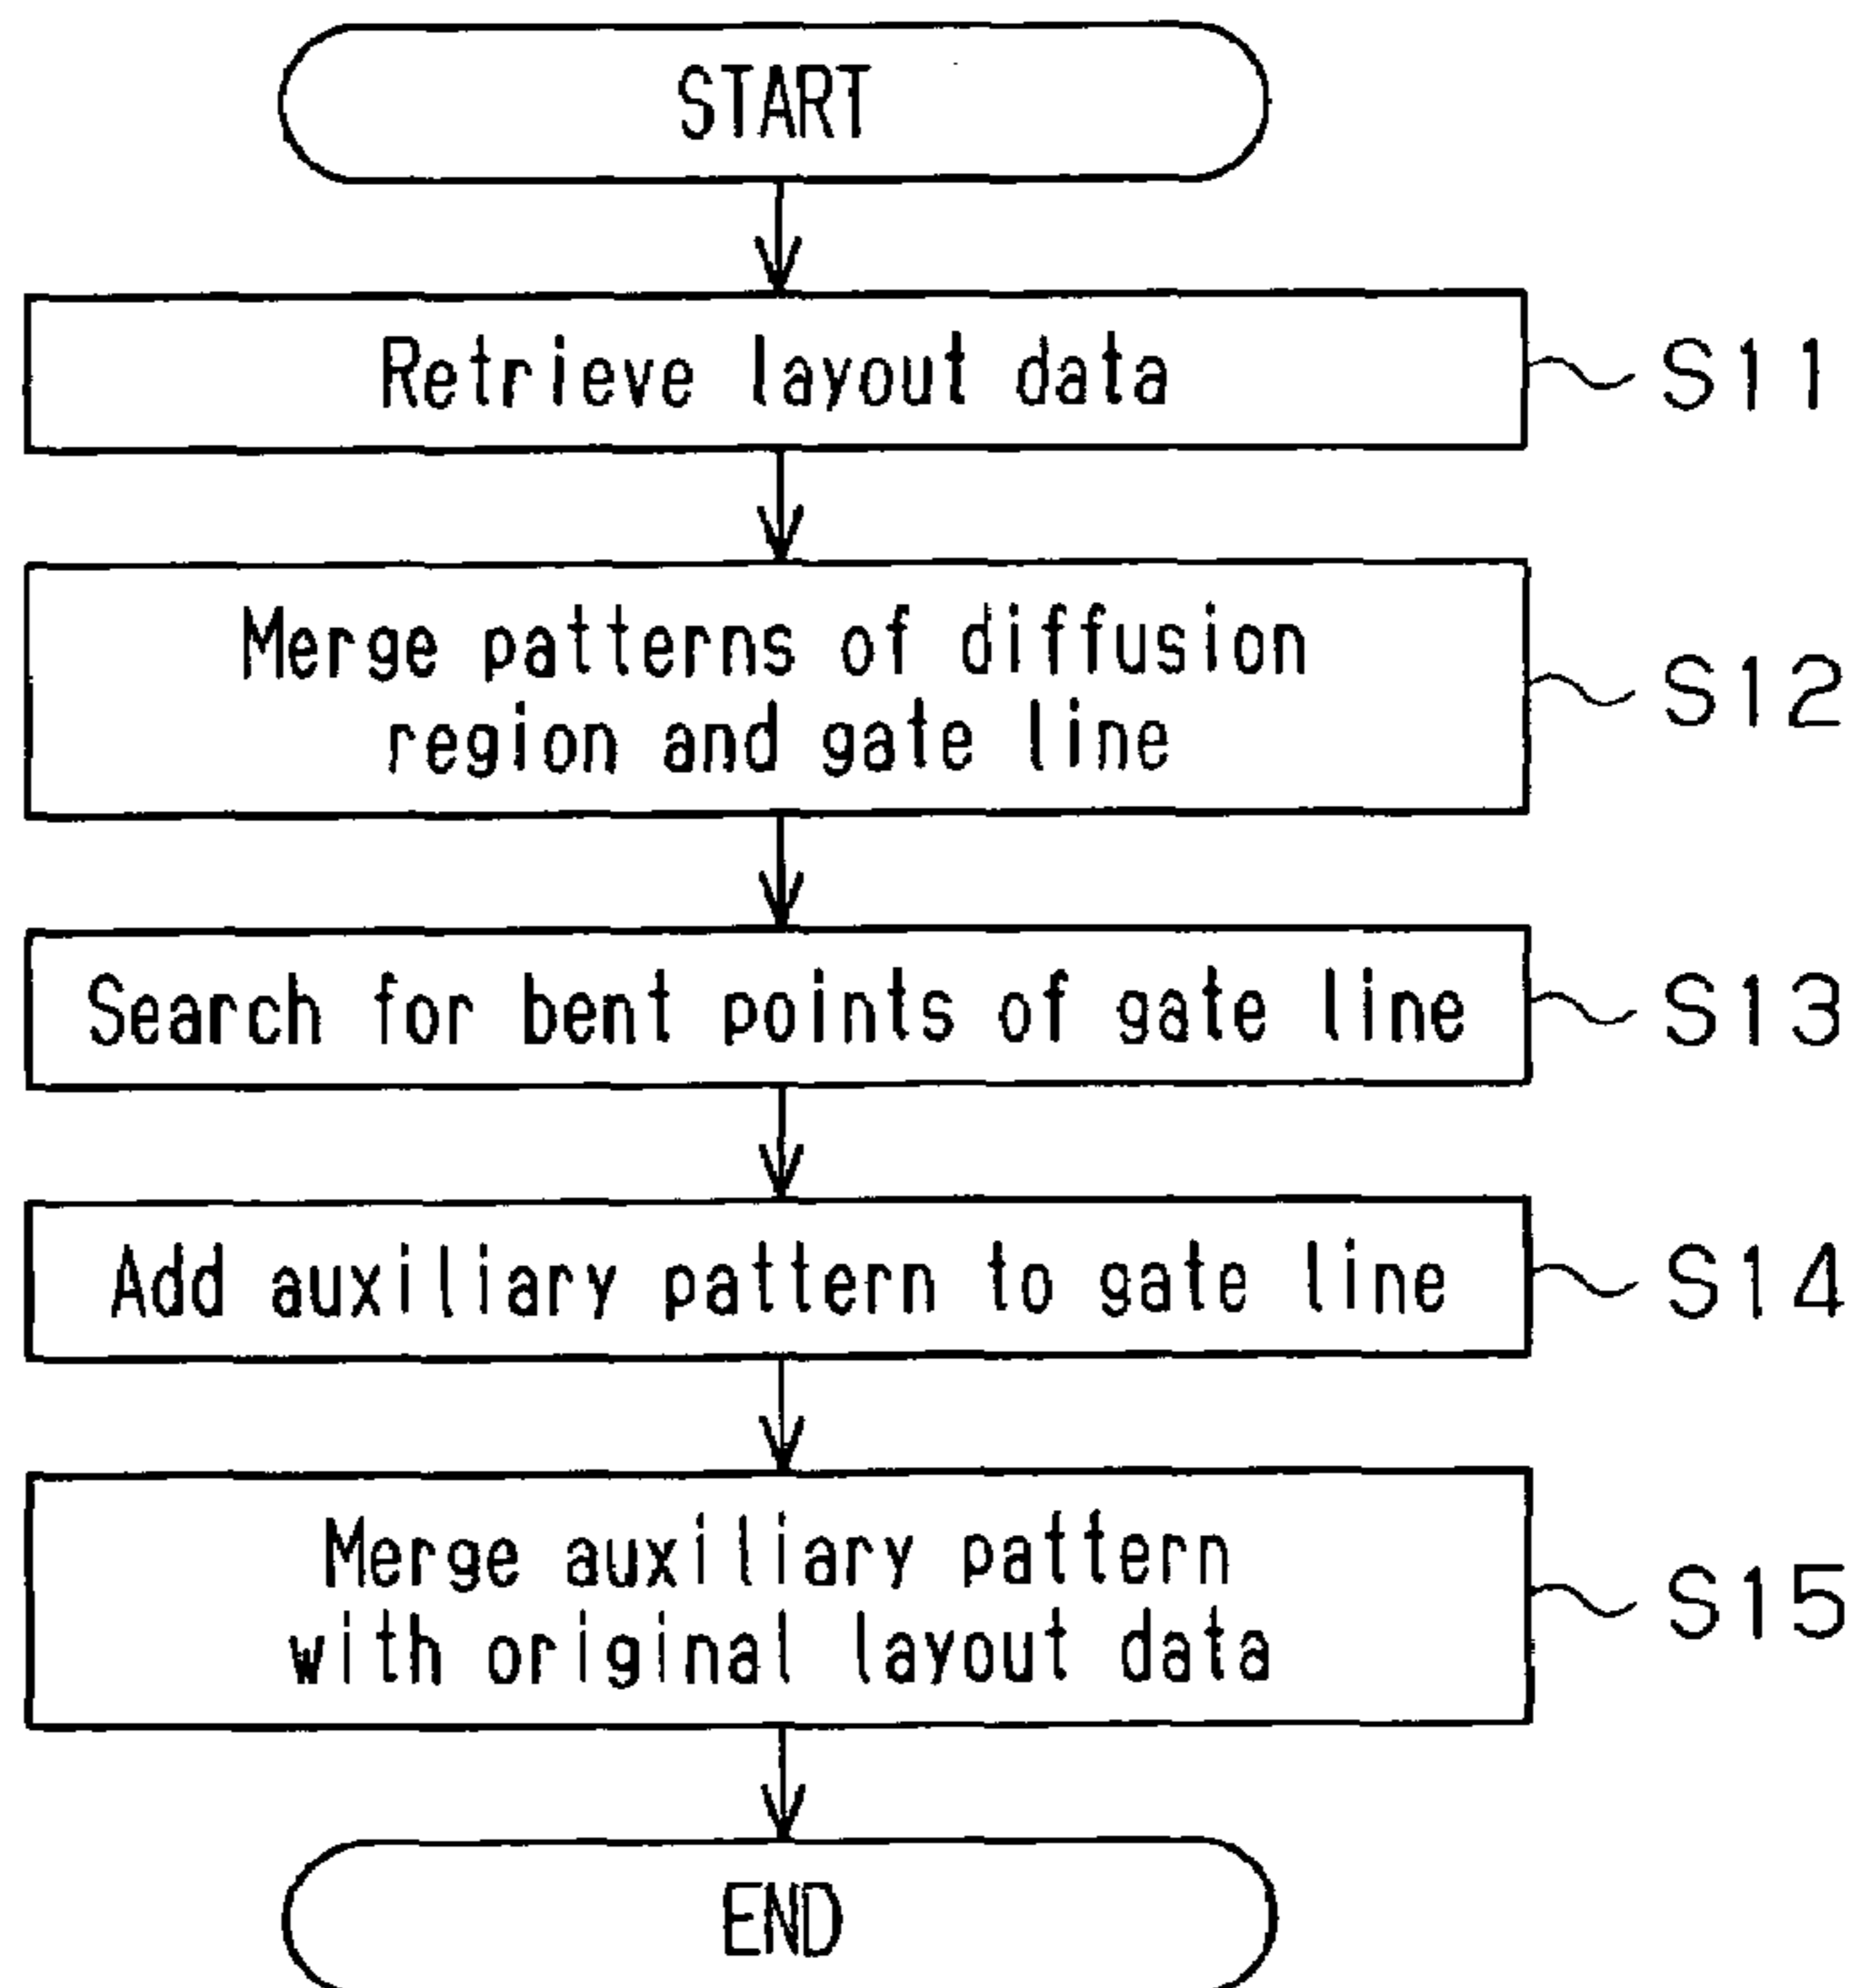 START
Retrieve layout data
S11
Merge patterns of diffusion
region and gate line
S12
Search for bent points of gate line
S13
Add auxiliary pattern to gate line
S14
Merge auxiliary pattern
with original layout data
S15
END